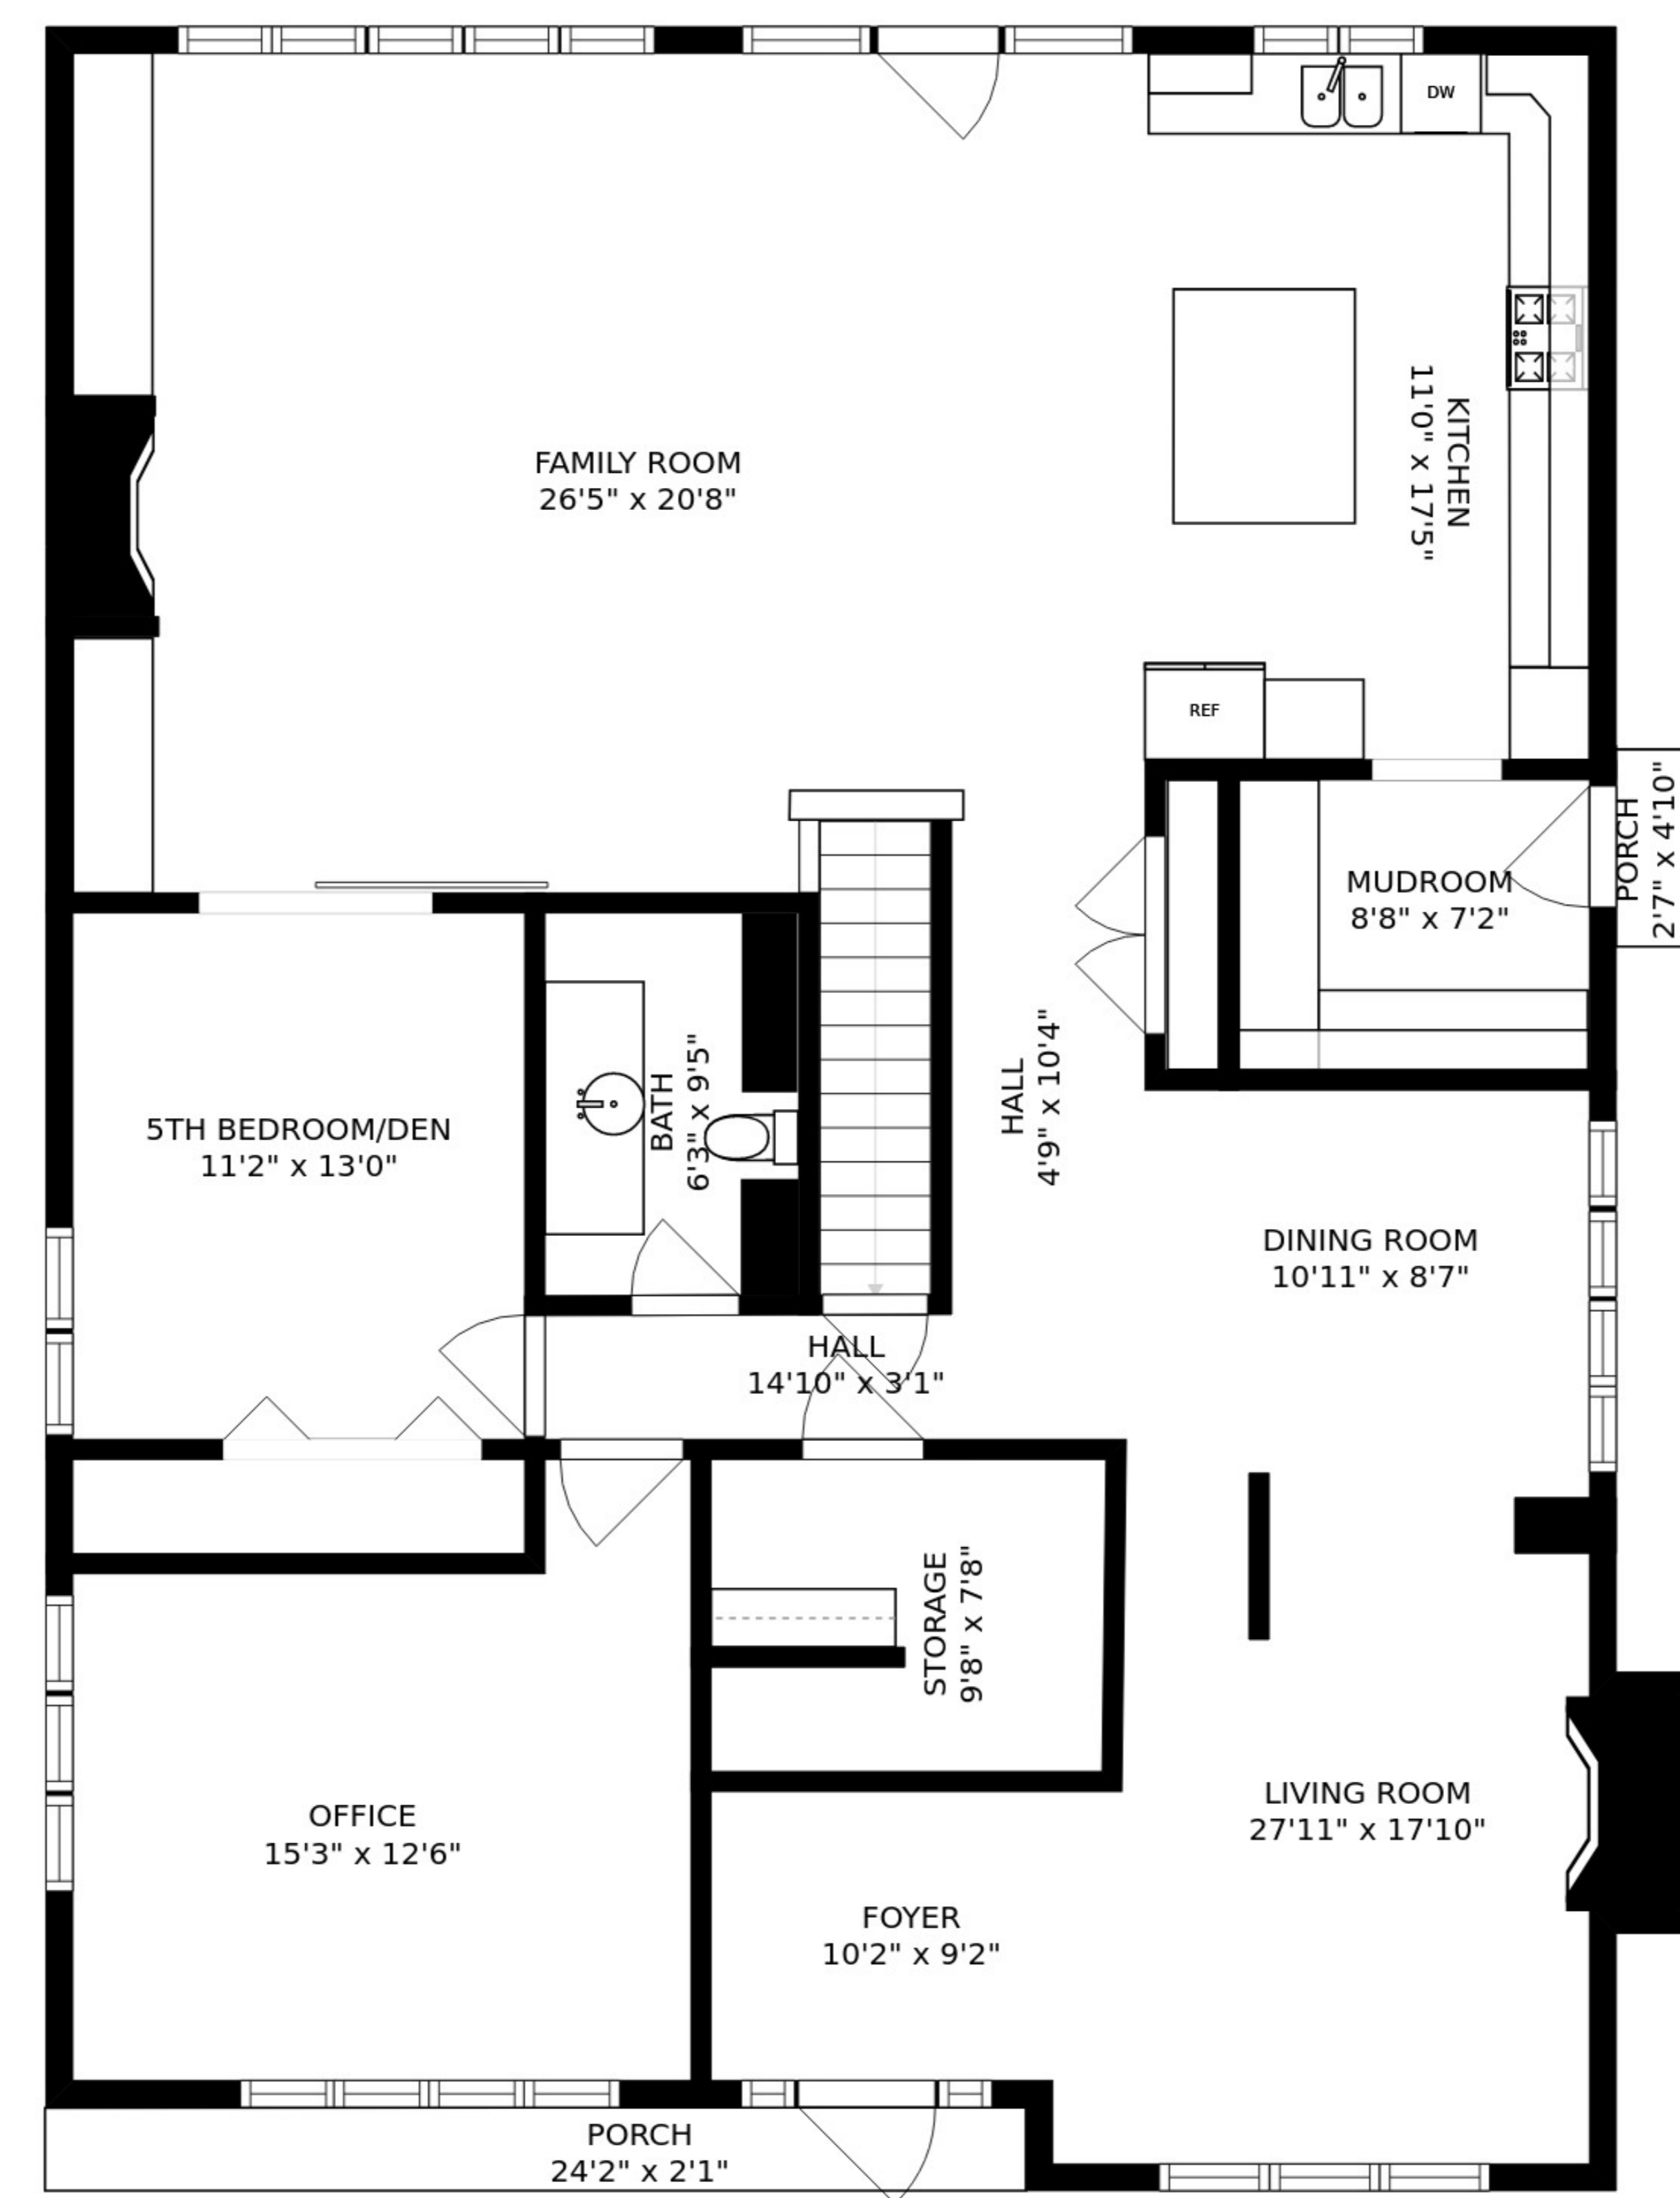 DW
KITCHEN
11'0" x 17'5"
FAMILY ROOM
26'5" x 20'8"
REF
PORCH
2'7" x 4'10"
MUDROOM
8'8" x 7'2"
HALL
4'9" x 10'4"
BATH
6'3" x 9'5"
5TH BEDROOM/DEN
11'2" x 13'0"
DINING ROOM
10'11" x 8'7"
HALL
14'10" x 3'1"
STORAGE
9'8" x 7'8"
LIVING ROOM
27'11" x 17'10"
OFFICE
15'3" x 12'6"
FOYER
10'2" x 9'2"
PORCH
24'2" x 2'1"